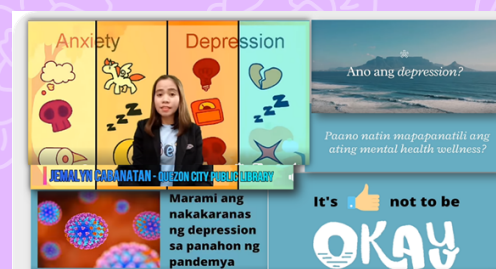 Anxiety
Depression
Ano ang depression?
JEMALYN CABANATAN - QUEZON CITY PUBLIC LIBRARY
Paano natin mapapanatili ang
ating mental health wellness?
Marami ang
nakakaranas
ng depression
sa panahon ng
pandemya
It's 👍 not to be
OKAY